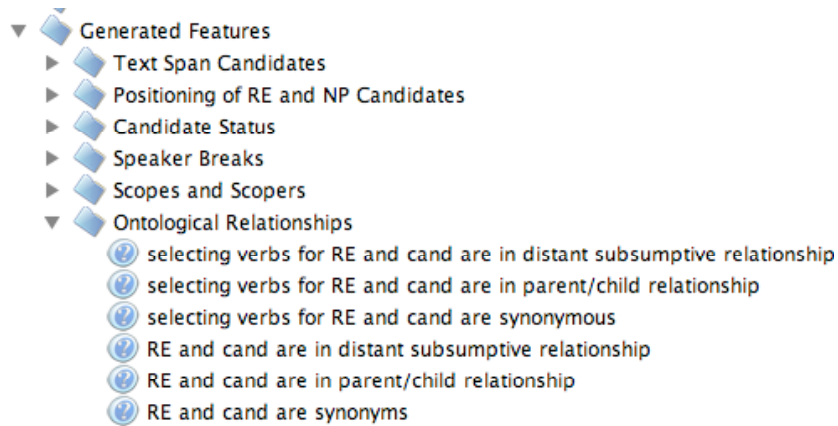 Generated Features
Text Span Candidates
Positioning of RE and NP Candidates
Candidate Status
Speaker Breaks
Scopes and Scopers
Ontological Relationships
selecting verbs for RE and cand are in distant subsumptive relationship
selecting verbs for RE and cand are in parent/child relationship
selecting verbs for RE and cand are synonymous
RE and cand are in distant subsumptive relationship
RE and cand are in parent/child relationship
RE and cand are synonyms